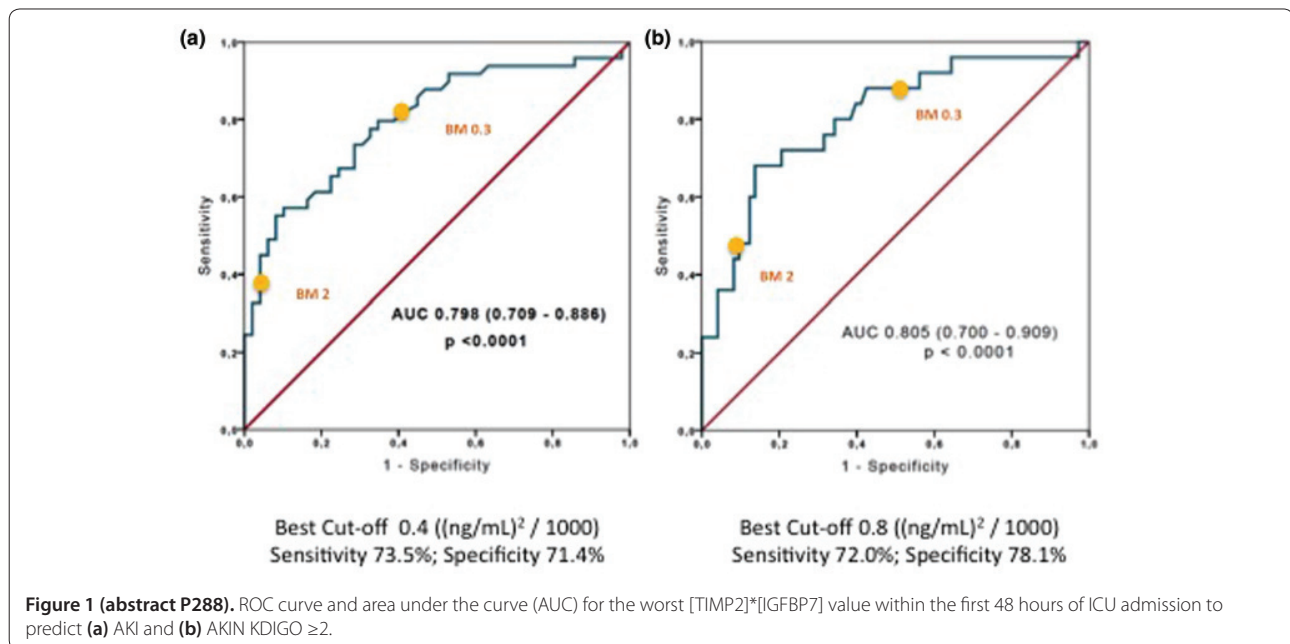 (a)
1,0
0,8
0,6
0,4
0,2
0,0
Sensitivity
BM 0.3
BM 2
AUC 0.798 (0.709 - 0.886)
p <0.0001
0,0 0,2 0,4 0,6 0,8 1,0
1 - Specificity
Best Cut-off 0.4 ((ng/mL)² / 1000)
Sensitivity 73.5%; Specificity 71.4%
(b)
1,0
0,8
0,6
0,4
0,2
0,0
Sensitivity
BM 0.3
BM 2
AUC 0.805 (0.700 - 0.909)
p < 0.0001
0,0 0,2 0,4 0,6 0,8 1,0
1 - Specificity
Best Cut-off 0.8 ((ng/mL)² / 1000)
Sensitivity 72.0%; Specificity 78.1%
Figure 1 (abstract P288). ROC curve and area under the curve (AUC) for the worst [TIMP2]*[IGFBP7] value within the first 48 hours of ICU admission to
predict (a) AKI and (b) AKIN KDIGO ≥2.